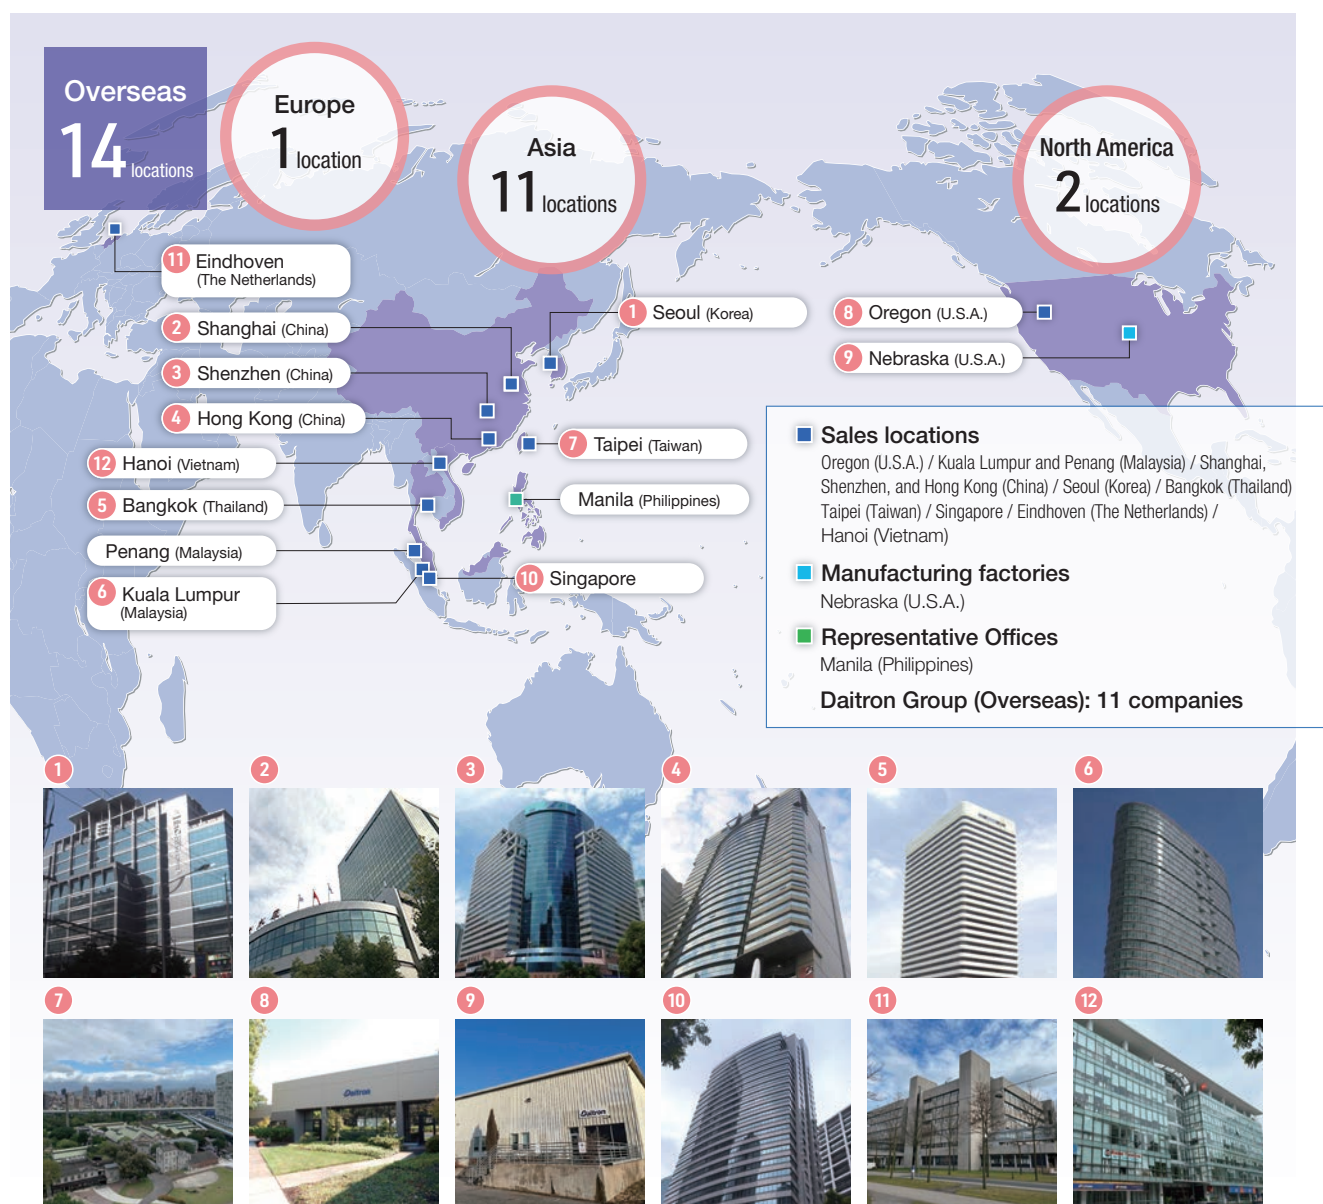 Overseas
14 locations
Europe
1 location
Asia
11 locations
North America
2 locations
11 Eindhoven
(The Netherlands)
2 Shanghai (China)
3 Shenzhen (China)
4 Hong Kong (China)
12 Hanoi (Vietnam)
5 Bangkok (Thailand)
Penang (Malaysia)
6 Kuala Lumpur
(Malaysia)
1 Seoul (Korea)
7 Taipei (Taiwan)
Manila (Philippines)
10 Singapore
8 Oregon (U.S.A.)
9 Nebraska (U.S.A.)
Sales locations
Oregon (U.S.A.) / Kuala Lumpur and Penang (Malaysia) / Shanghai,
Shenzhen, and Hong Kong (China) / Seoul (Korea) / Bangkok (Thailand)
Taipei (Taiwan) / Singapore / Eindhoven (The Netherlands) /
Hanoi (Vietnam)
Manufacturing factories
Nebraska (U.S.A.)
Representative Offices
Manila (Philippines)
Daitron Group (Overseas): 11 companies
1
2
3
4
5
6
7
8
9
10
11
12
Daitron
Daitron